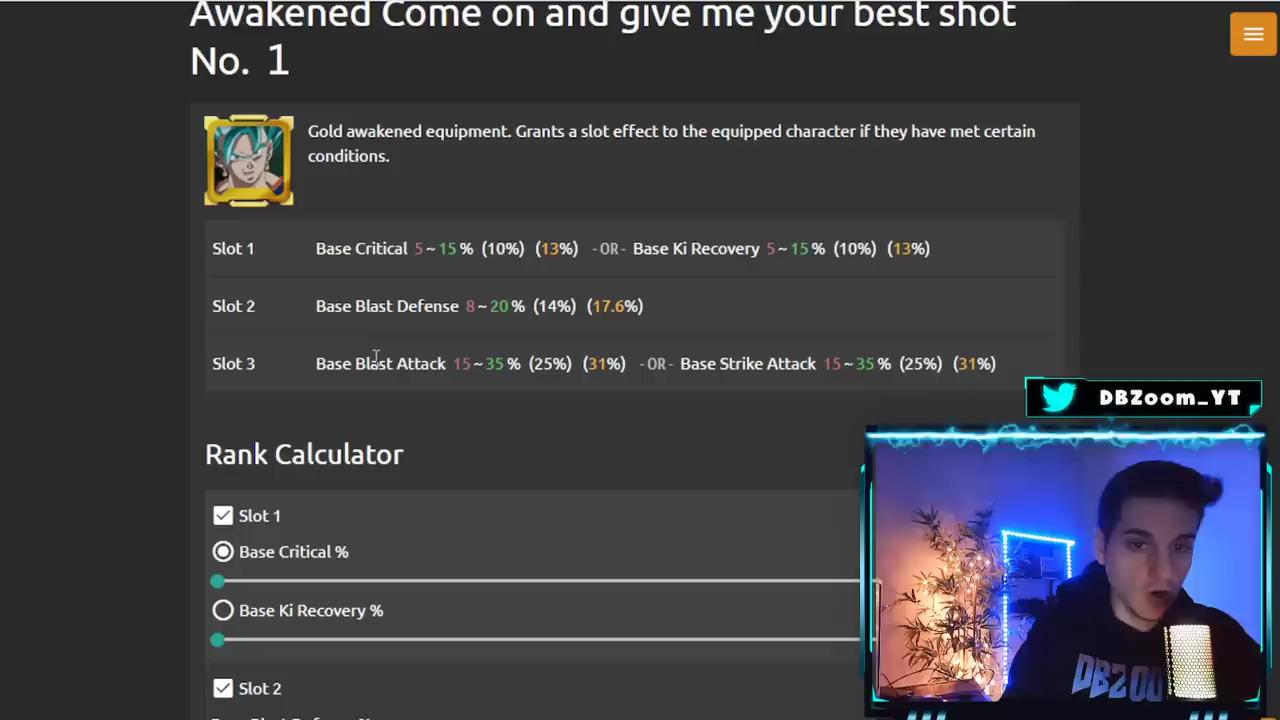 Awakened Come on and give me your best shot
No. 1
Gold awakened equipment. Grants a slot effect to the equipped character if they have met certain
conditions.
Slot 1 Base Critical 5 ~ 15 % (10%) (13%) - OR - Base Ki Recovery 5 ~ 15 % (10%) (13%)
Slot 2 Base Blast Defense 8 ~ 20 % (14%) (17.6%)
Slot 3 Base Blast Attack 15 ~ 35 % (25%) (31%) - OR - Base Strike Attack 15 ~ 35 % (25%) (31%)
DBZoom_YT
Rank Calculator
Slot 1
Base Critical %
Base Ki Recovery %
Slot 2